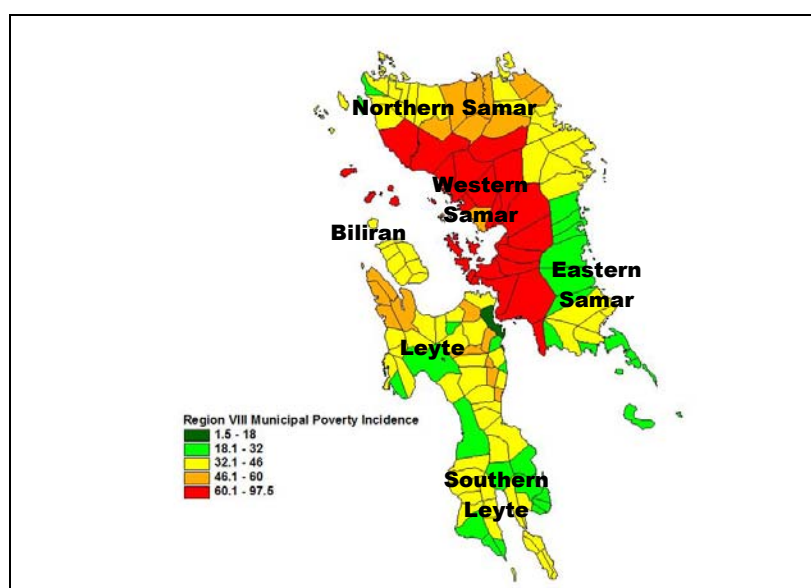 Northern Samar
Western
Samar
Biliran
Eastern
Samar
Leyte
Region VIII Municipal Poverty Incidence
1.5 - 18
18.1 - 32
32.1 - 46
46.1 - 60
60.1 - 97.5
Southern
Leyte